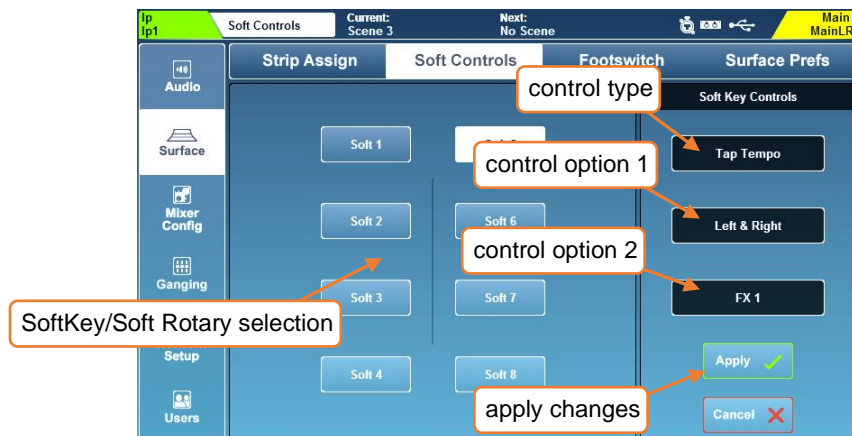 Ip
Ip1
Soft Controls
Current:
Scene 3
Next:
No Scene
Main
MainLR
Audio
Surface
Mixer
Config
Ganging
Setup
Users
Strip Assign
Soft Controls
Footswitch
Surface Prefs
Soft 1
Soft 2
Soft 6
Soft 3
Soft 7
Soft 4
Soft 8
Soft Key Controls
Tap Tempo
Left & Right
FX 1
Apply
Cancel
control type
control option 1
control option 2
SoftKey/Soft Rotary selection
apply changes